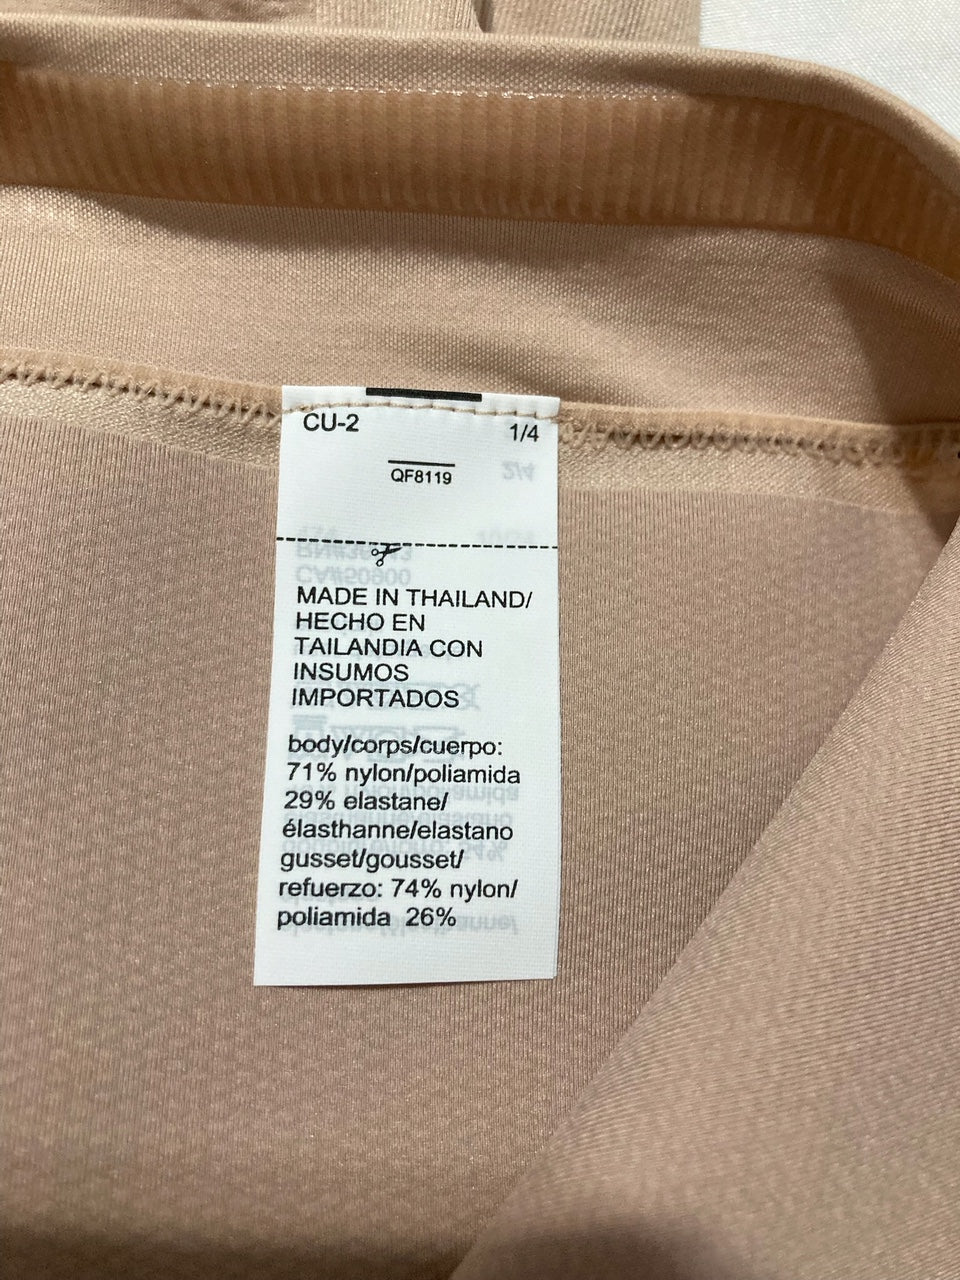 CU-2
1/4
QF8119
MADE IN THAILAND/
HECHO EN
TAILANDIA CON
INSUMOS
IMPORTADOS
body/corps/cuerpo:
71% nylon/poliamida
29% elastane/
élasthanne/elastano
gusset/gousset/
refuerzo: 74% nylon/
poliamida 26%